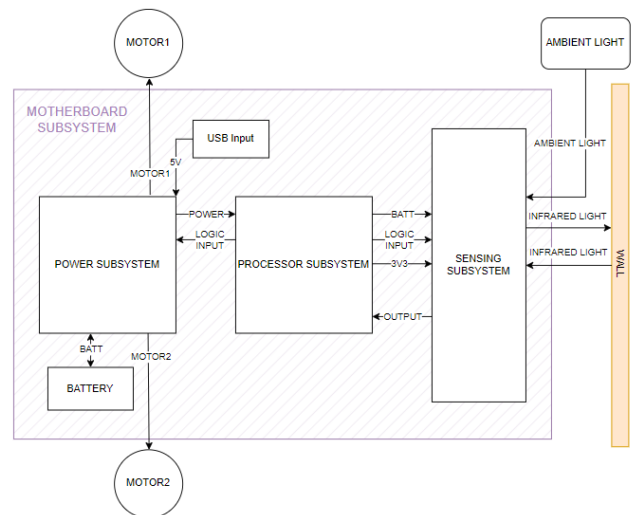 MOTOR1
AMBIENT LIGHT
MOTHERBOARD
SUBSYSTEM
USB Input
5V
MOTOR1
AMBIENT LIGHT
POWER
LOGIC
INPUT
BATT
LOGIC
INPUT
3V3
OUTPUT
INFRARED LIGHT
INFRARED LIGHT
POWER SUBSYSTEM
PROCESSOR SUBSYSTEM
SENSING
SUBSYSTEM
WALL
BATT
MOTOR2
BATTERY
MOTOR2